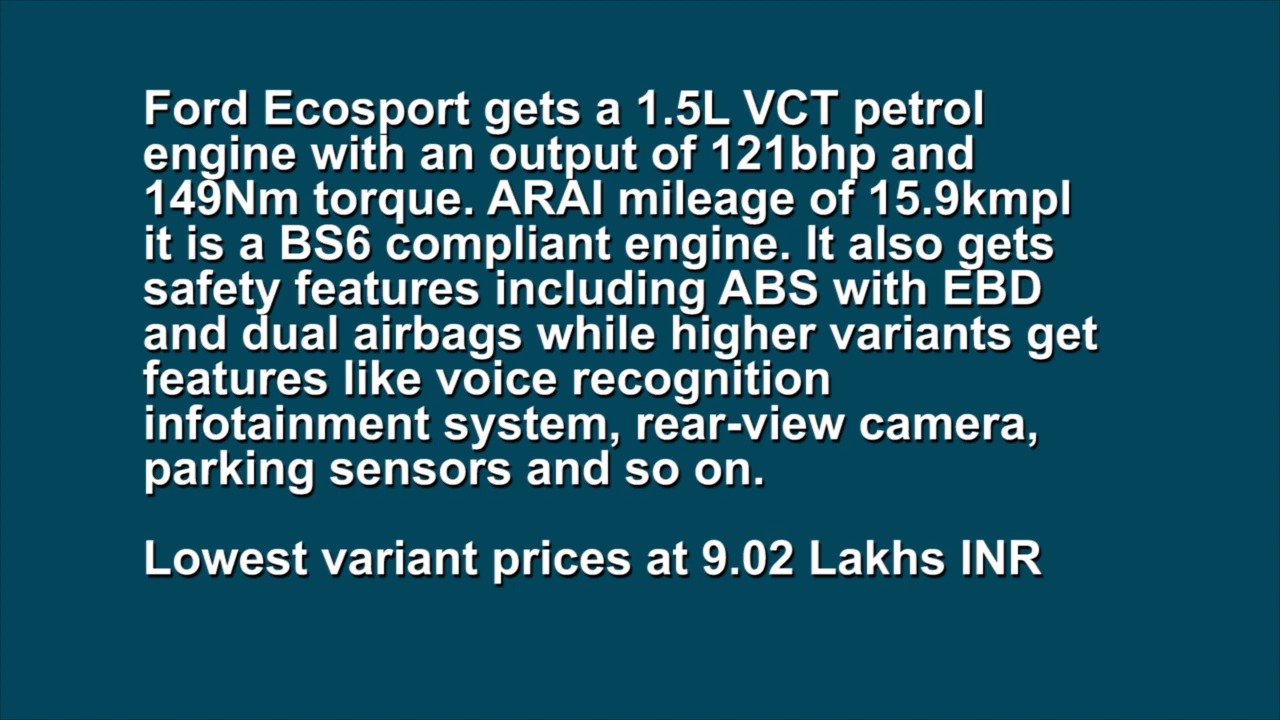 Ford Ecosport gets a 1.5L VCT petrol
engine with an output of 121bhp and
149Nm torque. ARAI mileage of 15.9kmpl
it is a BS6 compliant engine. It also gets
safety features including ABS with EBD
and dual airbags while higher variants get
features like voice recognition
infotainment system, rear-view camera,
parking sensors and so on.
Lowest variant prices at 9.02 Lakhs INR